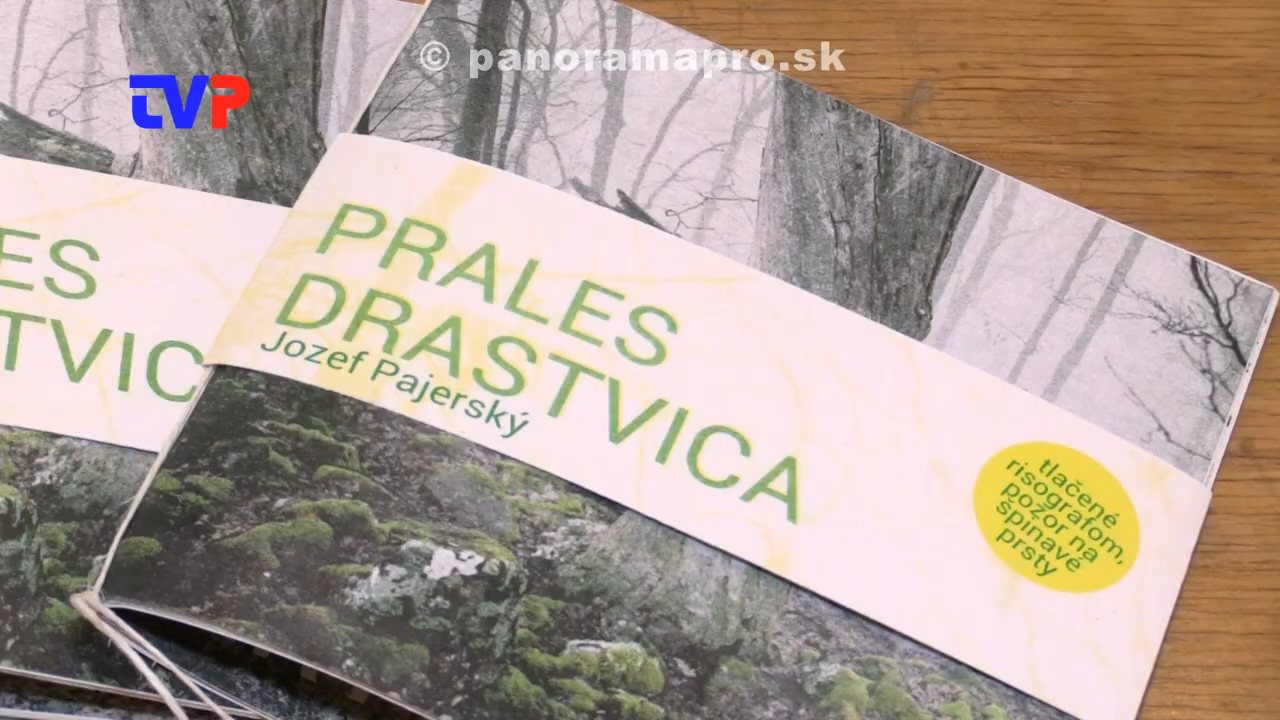 © panoramapro.sk
TVP
PRALES
DRASTVICA
Jozef Pajerský
ES
TVIC
tlačené
risografom,
pozor na
špinavé
prsty